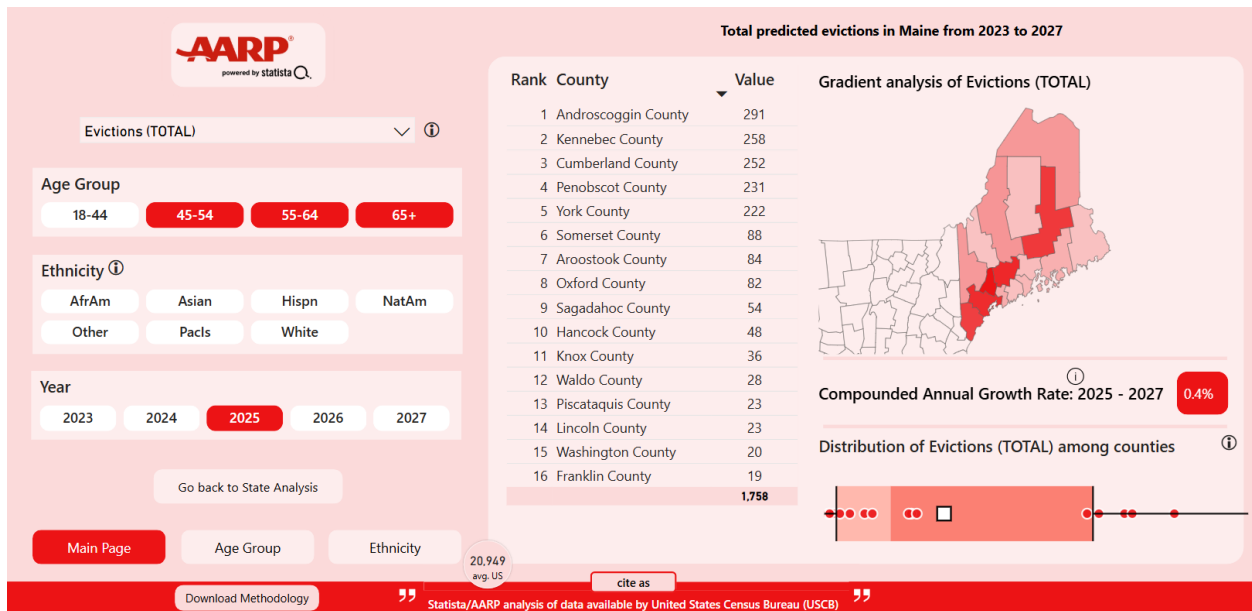 AARP®
powered by statista
Total predicted evictions in Maine from 2023 to 2027
Evictions (TOTAL)
Age Group
18-44 45-54 55-64 65+
Ethnicity
AfrAm Asian Hispn NatAm
Other PacIs White
Year
2023 2024 2025 2026 2027
Go back to State Analysis
Main Page Age Group Ethnicity
Rank County Value
1 Androscoggin County 291
2 Kennebec County 258
3 Cumberland County 252
4 Penobscot County 231
5 York County 222
6 Somerset County 88
7 Aroostook County 84
8 Oxford County 82
9 Sagadahoc County 54
10 Hancock County 48
11 Knox County 36
12 Waldo County 28
13 Piscataquis County 23
14 Lincoln County 23
15 Washington County 20
16 Franklin County 19
1,758
Gradient analysis of Evictions (TOTAL)
Compounded Annual Growth Rate: 2025 - 2027 0.4%
Distribution of Evictions (TOTAL) among counties
20,949
avg. US
Download Methodology
cite as
Statista/AARP analysis of data available by United States Census Bureau (USCB)